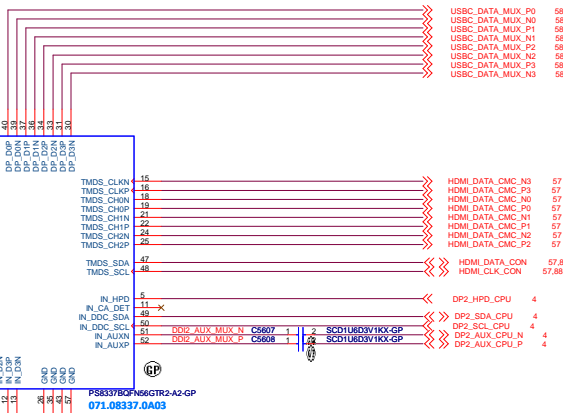 USBC_DATA_MUX_P0 58
USBC_DATA_MUX_N0 58
USBC_DATA_MUX_P1 58
USBC_DATA_MUX_N1 58
USBC_DATA_MUX_P2 58
USBC_DATA_MUX_N2 58
USBC_DATA_MUX_P3 58
USBC_DATA_MUX_N3 58
40 39 37 36 34 33 31 30
DP_D0P DP_D0N DP_D1P DP_D1N DP_D2P DP_D2N DP_D3P DP_D3N
TMDS_CLKN 15 HDMI_DATA_CMC_N3 57
TMDS_CLKP 16 HDMI_DATA_CMC_P3 57
TMDS_CH0N 18 HDMI_DATA_CMC_N0 57
TMDS_CH0P 19 HDMI_DATA_CMC_P0 57
TMDS_CH1N 21 HDMI_DATA_CMC_N1 57
TMDS_CH1P 22 HDMI_DATA_CMC_P1 57
TMDS_CH2N 24 HDMI_DATA_CMC_N2 57
TMDS_CH2P 25 HDMI_DATA_CMC_P2 57
TMDS_SDA 47 HDMI_DATA_CON 57,8
TMDS_SCL 48 HDMI_CLK_CON 57,88
IN_HPD 5 DP2_HPD_CPU 4
IN_CA_DET 11
IN_DDC_SDA 49 DP2_SDA_CPU 4
IN_DDC_SCL 50 DP2_SCL_CPU 4
IN_AUXN 51 DDI2_AUX_MUX_N C5607 1 2 SCD1U6D3V1KX-GP DP2_AUX_CPU_N 4
IN_AUXP 52 DDI2_AUX_MUX_P C5608 1 SCD1U6D3V1KX-GP DP2_AUX_CPU_P 4
GP
IN_D3P IN_D3N GND GND GND GND
12 13 26 35 43 57
PS8337BQFN56GTR2-A2-GP
071.08337.0A03